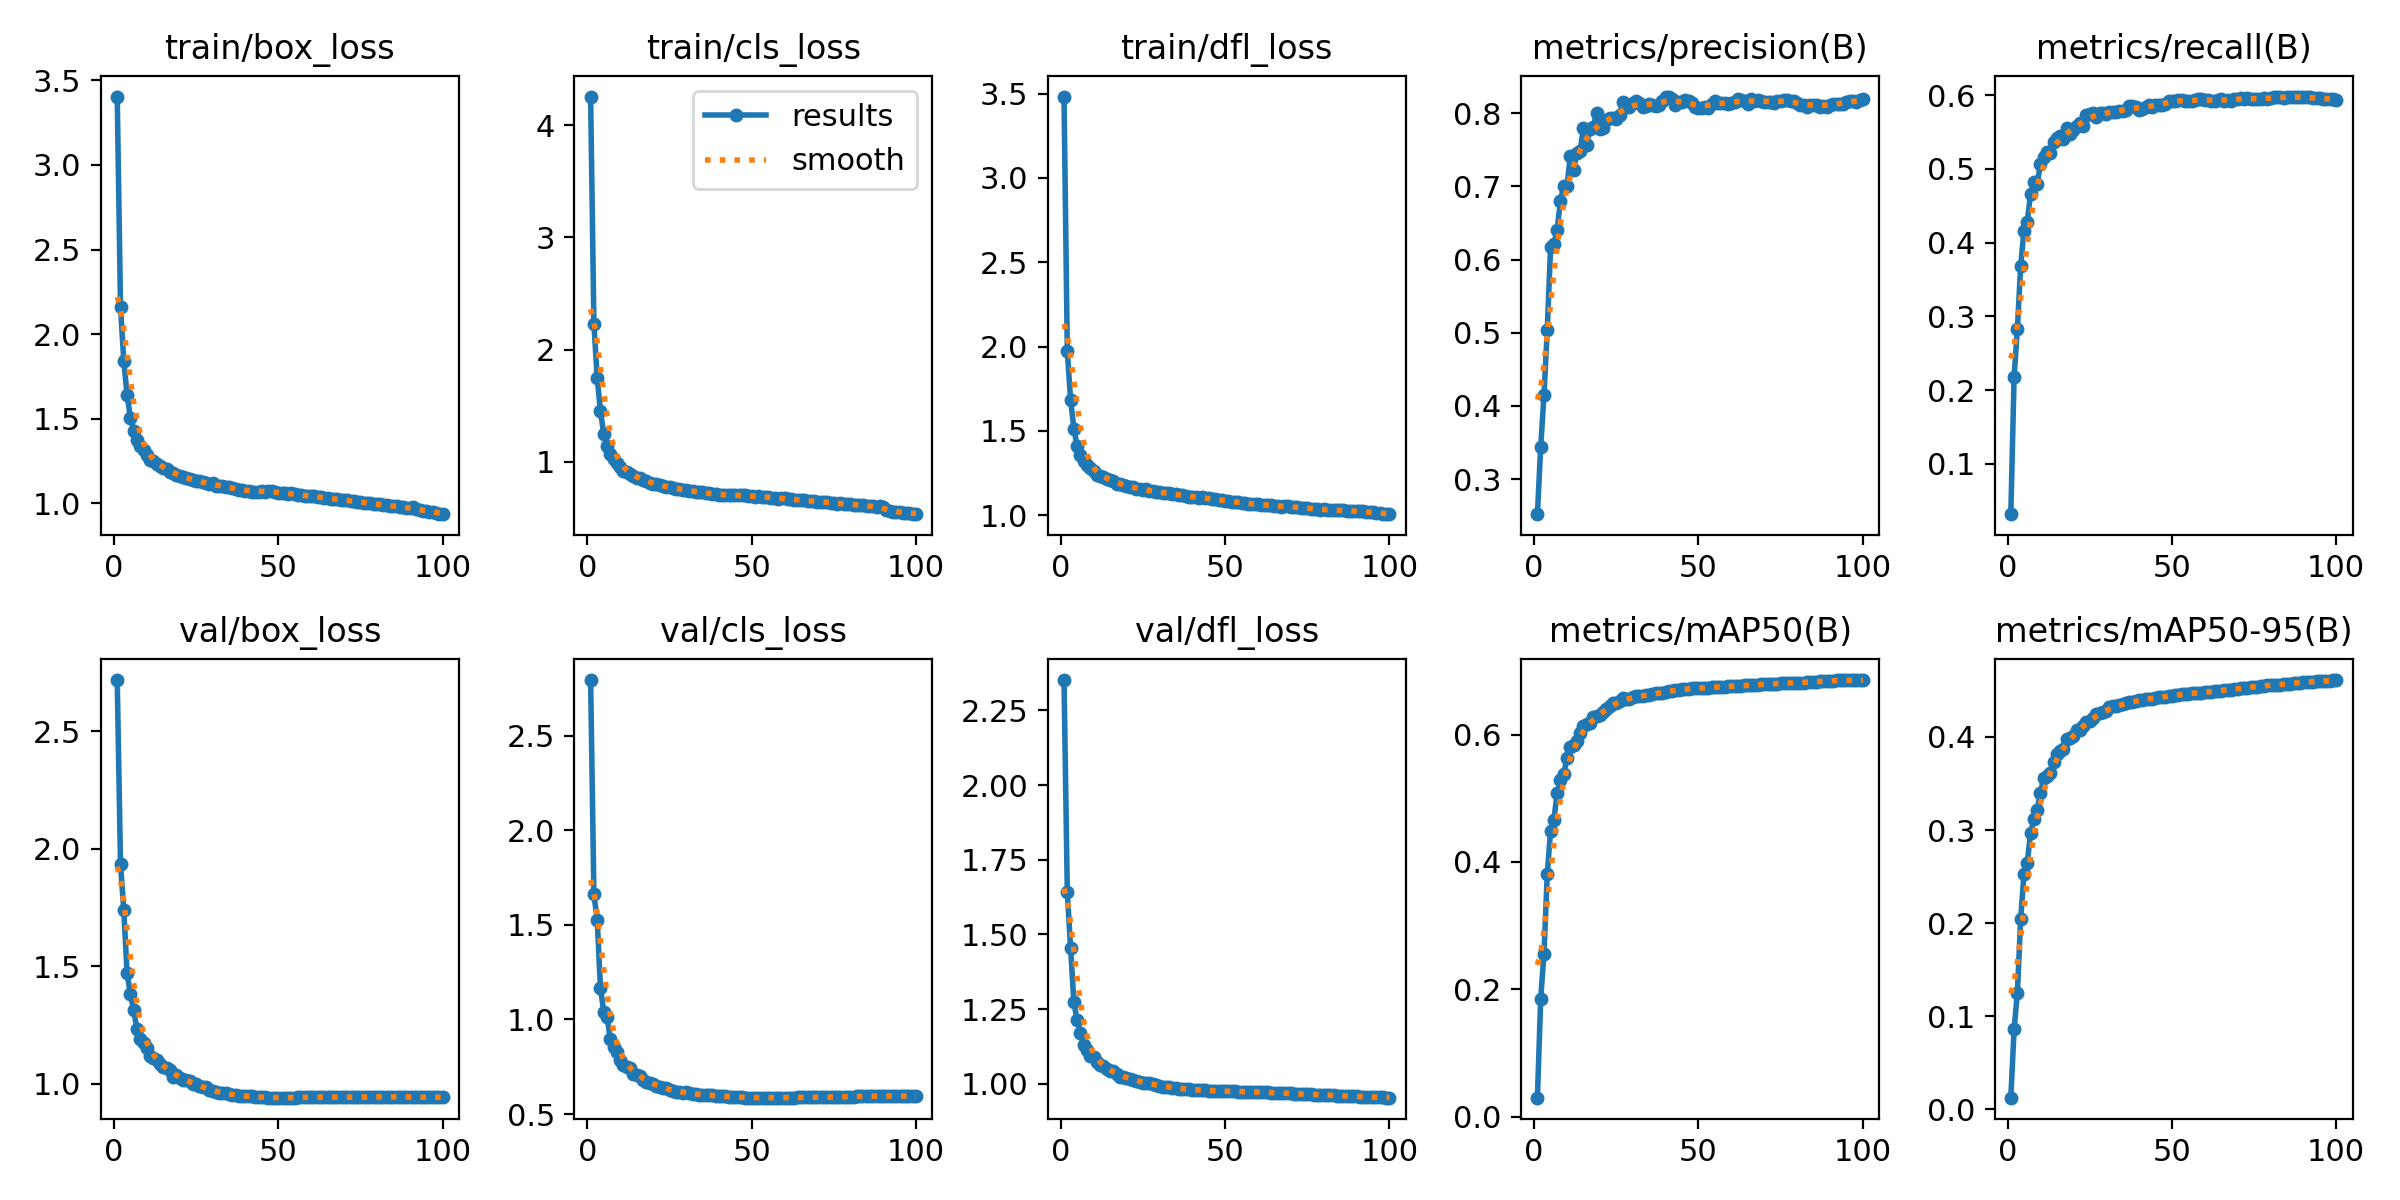 train/box_loss
3.5
3.0
2.5
2.0
1.5
1.0
0 50 100
train/cls_loss
results
smooth
4
3
2
1
0 50 100
train/dfl_loss
3.5
3.0
2.5
2.0
1.5
1.0
0 50 100
metrics/precision(B)
0.8
0.7
0.6
0.5
0.4
0.3
0 50 100
metrics/recall(B)
0.6
0.5
0.4
0.3
0.2
0.1
0 50 100
val/box_loss
2.5
2.0
1.5
1.0
0 50 100
val/cls_loss
2.5
2.0
1.5
1.0
0.5
0 50 100
val/dfl_loss
2.25
2.00
1.75
1.50
1.25
1.00
0 50 100
metrics/mAP50(B)
0.6
0.4
0.2
0.0
0 50 100
metrics/mAP50-95(B)
0.4
0.3
0.2
0.1
0.0
0 50 100